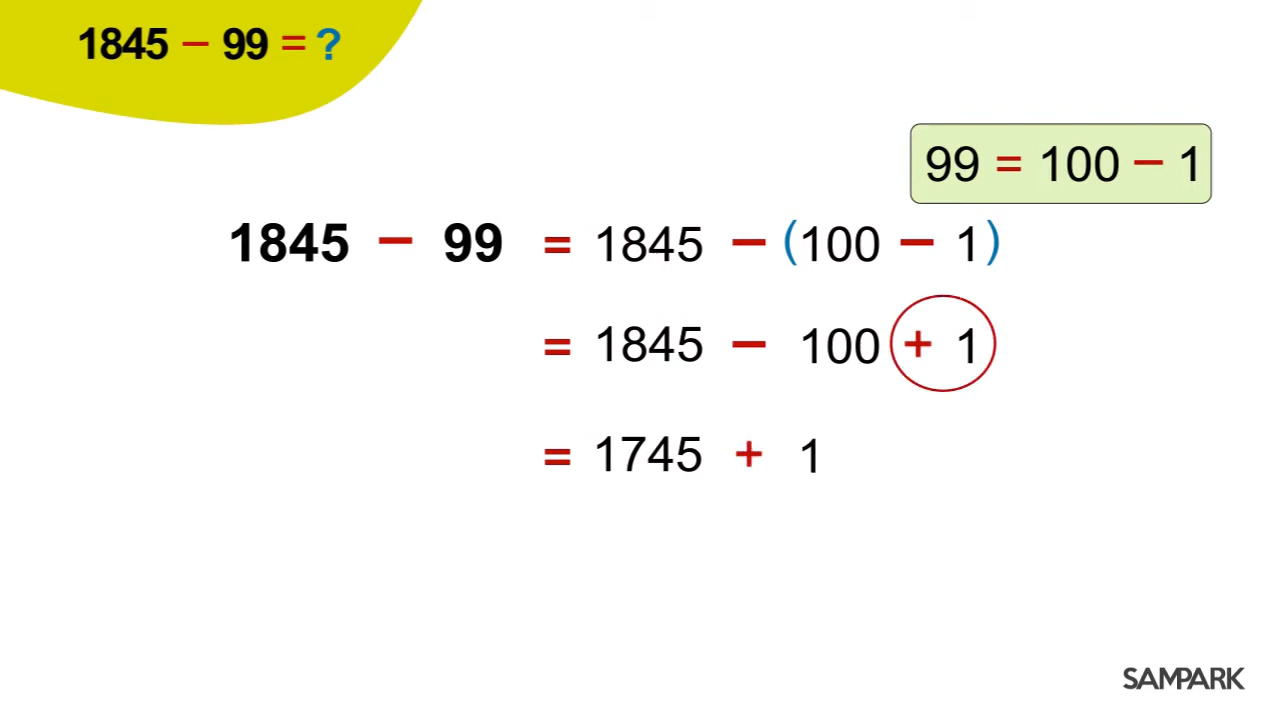 1845 − 99 = ?
99 = 100 − 1
1845 − 99 = 1845 − (100 − 1)
= 1845 − 100 + 1
= 1745 + 1
SAMPARK